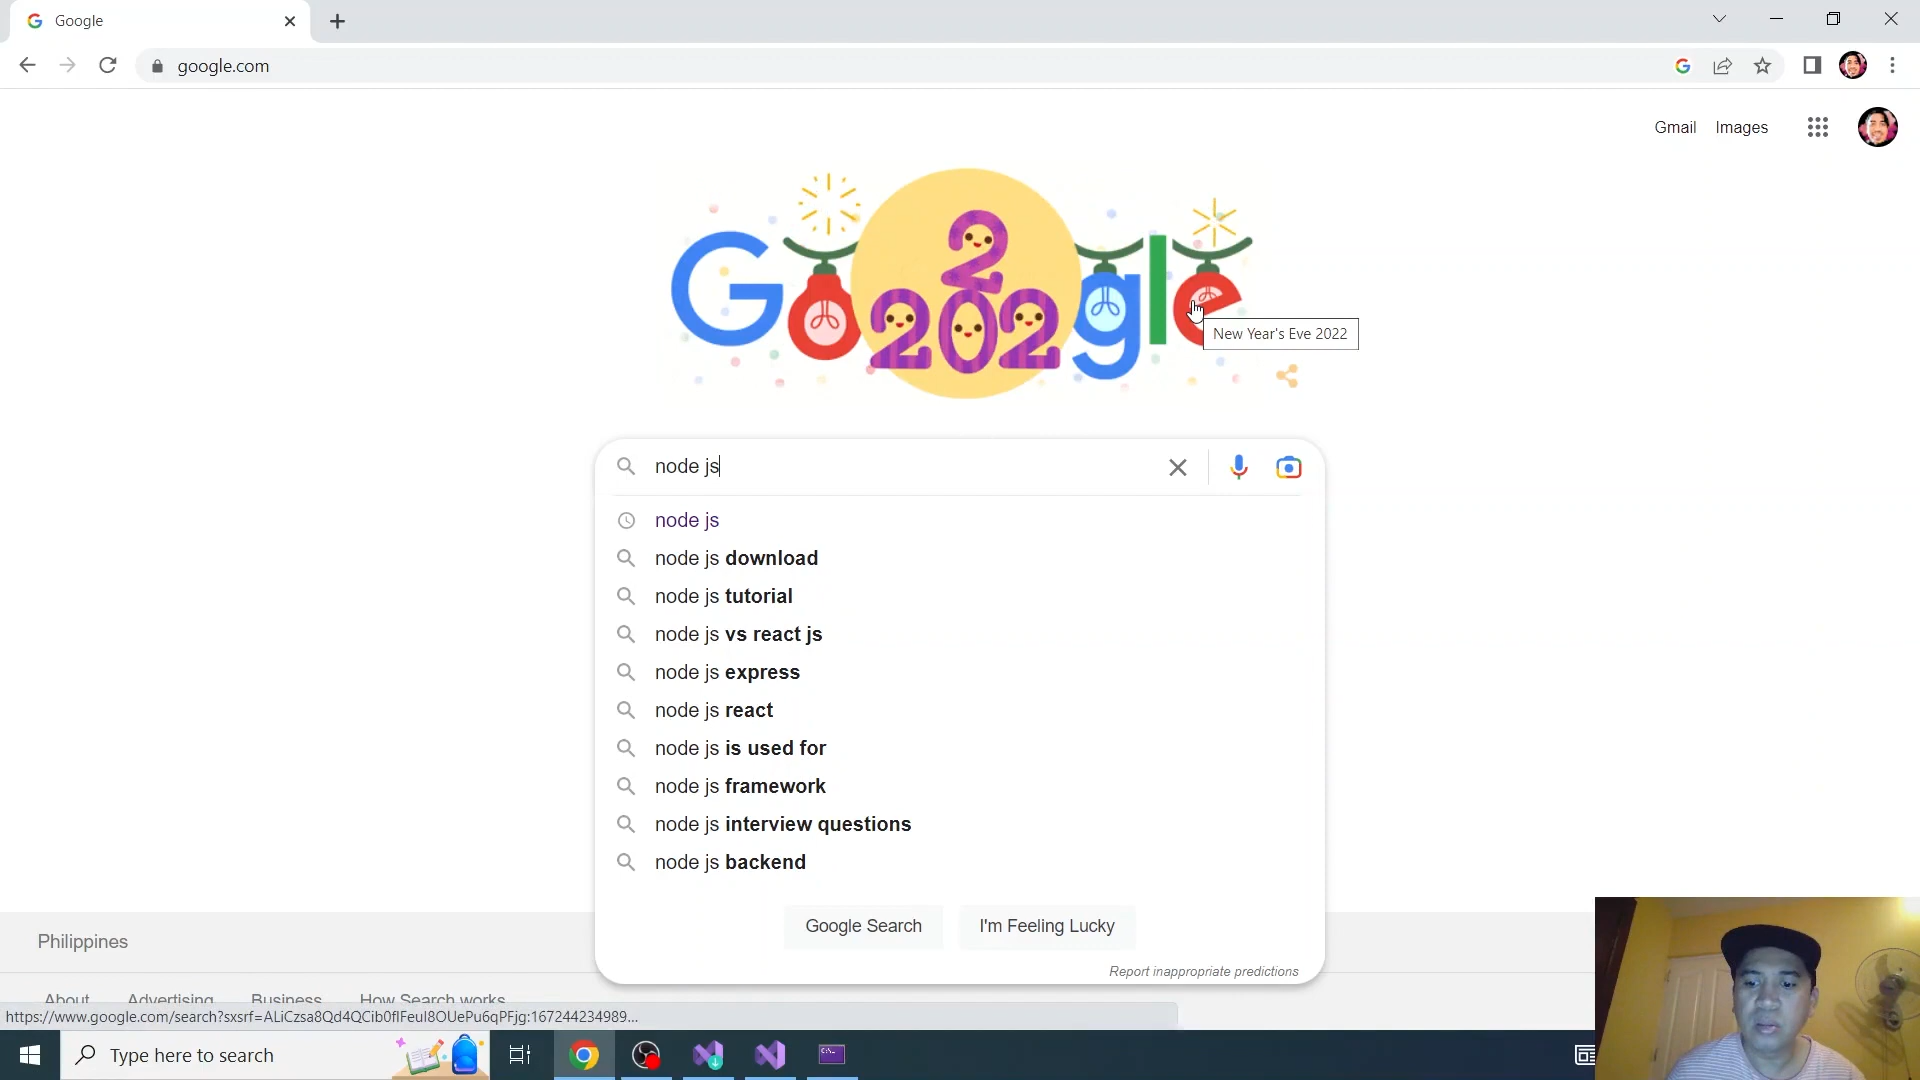 Google
google.com
Gmail Images
Google
2
202
New Year's Eve 2022
node js
node js
node js download
node js tutorial
node js vs react js
node js express
node js react
node js is used for
node js framework
node js interview questions
node js backend
Google Search I'm Feeling Lucky
Report inappropriate predictions
Philippines
About Advertising Business How Search works
https://www.google.com/search?sxsrf=ALiCzsa8Qd4QCib0flFeuI8OUePu6qPFjg:167244234989...
Type here to search